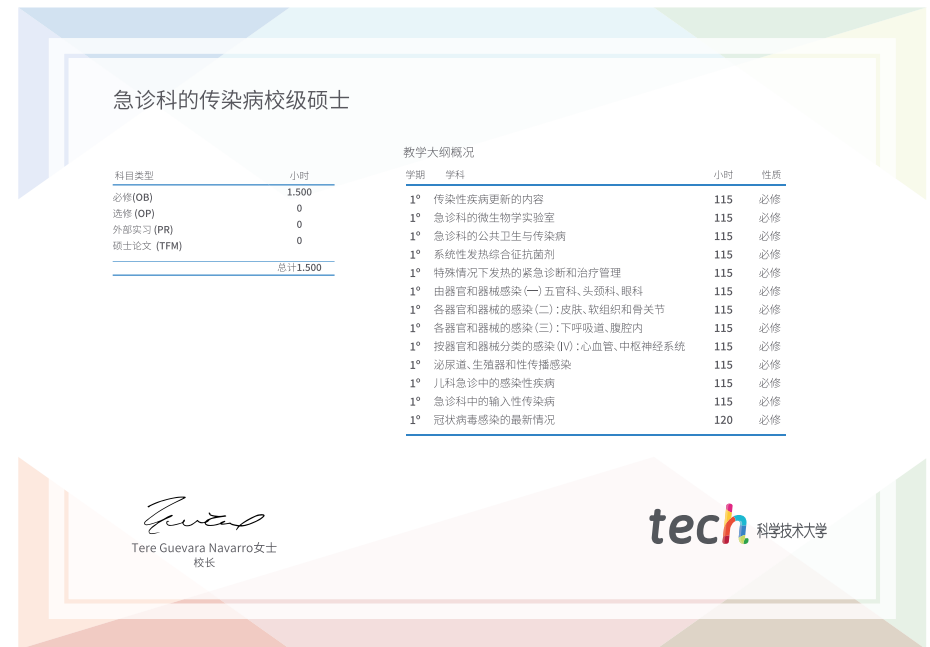 急诊科的传染病校级硕士
科目类型 小时
必修(OB) 1.500
选修 (OP) 0
外部实习 (PR) 0
硕士论文 (TFM) 0
总计1.500
教学大纲概况
学期 学科 小时 性质
1º 传染性疾病更新的内容 115 必修
1º 急诊科的微生物学实验室 115 必修
1º 急诊科的公共卫生与传染病 115 必修
1º 系统性发热综合征抗菌剂 115 必修
1º 特殊情况下发热的紧急诊断和治疗管理 115 必修
1º 由器官和器械感染(一)五官科、头颈科、眼科 115 必修
1º 各器官和器械的感染(二):皮肤、软组织和骨关节 115 必修
1º 各器官和器械的感染(三):下呼吸道、腹腔内 115 必修
1º 按器官和器械分类的感染(IV):心血管、中枢神经系统 115 必修
1º 泌尿道、生殖器和性传播感染 115 必修
1º 儿科急诊中的感染性疾病 115 必修
1º 急诊科中的输入性传染病 115 必修
1º 冠状病毒感染的最新情况 120 必修
Tere Guevara Navarro女士
校长
tech 科学技术大学